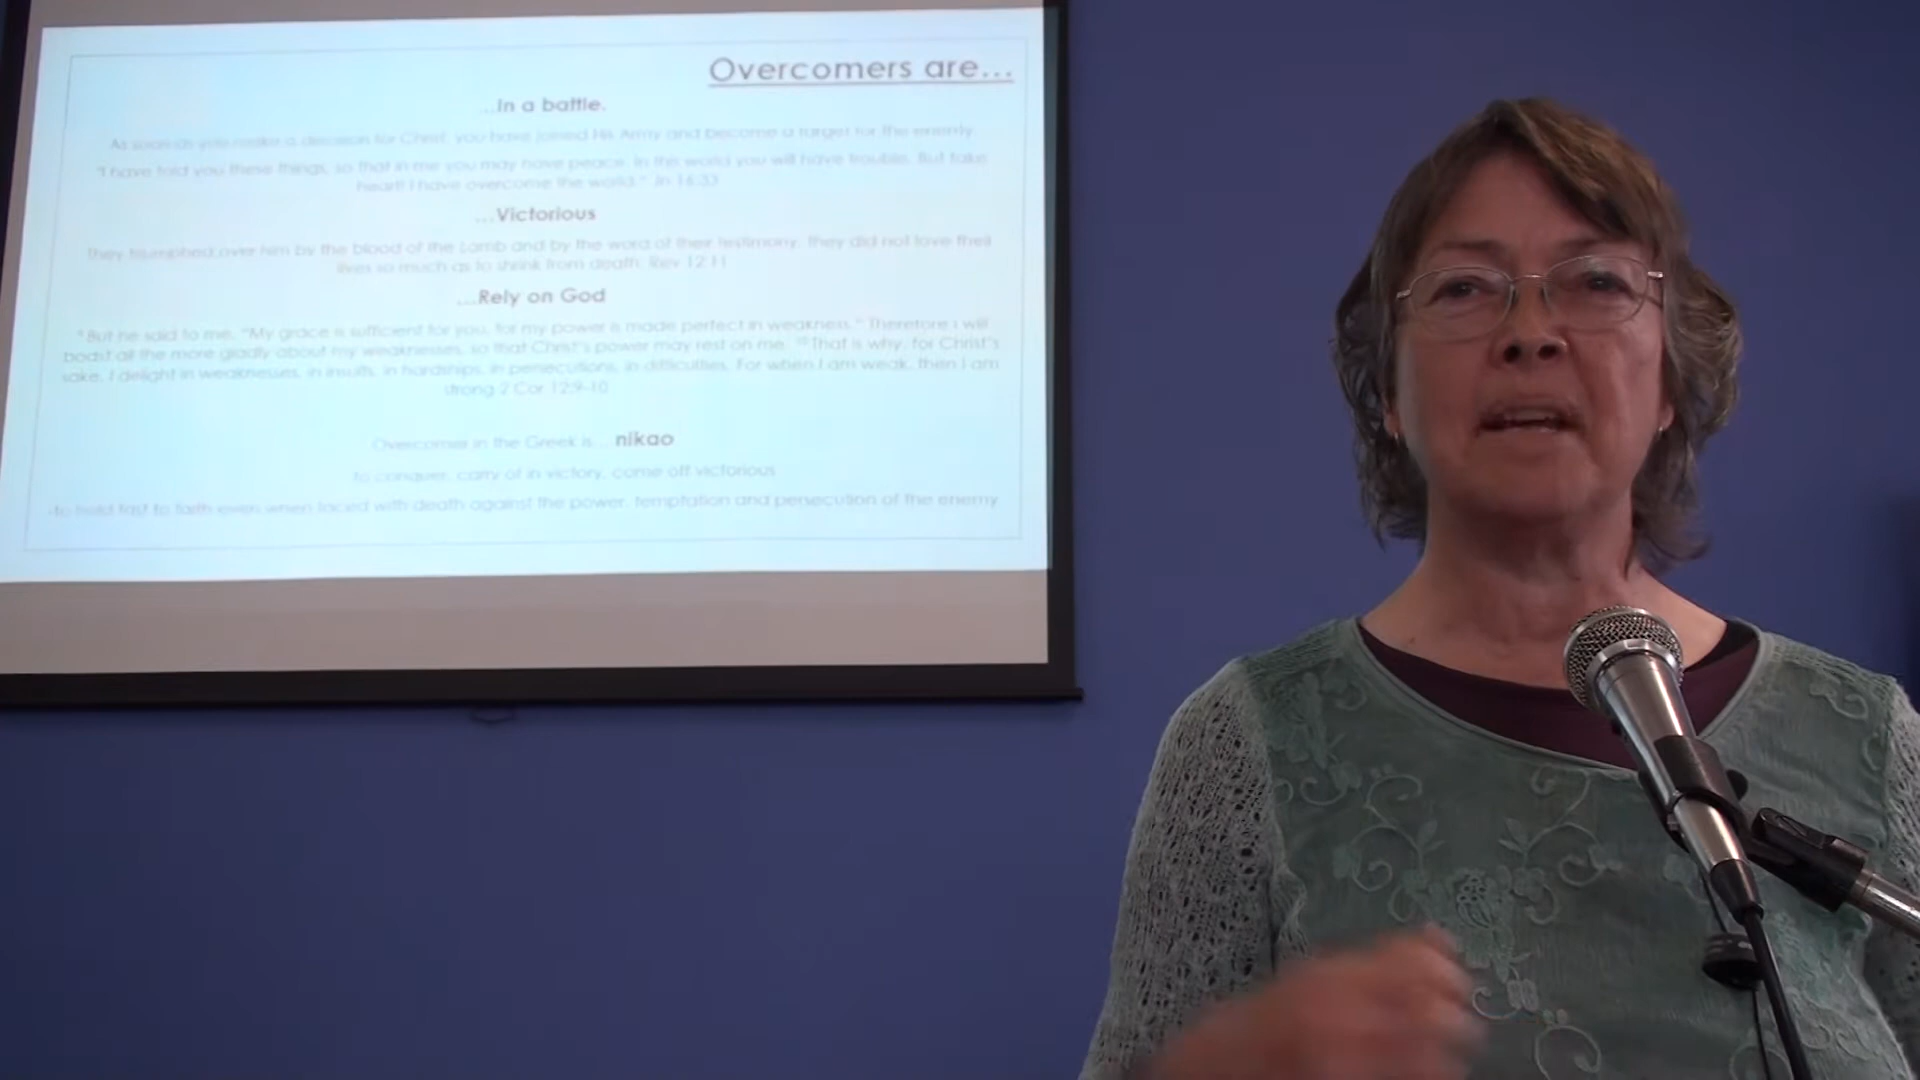 Overcomers are...
...In a battle.
As soon as you make a decision for Christ, you have joined His Army and become a target for the enemy
"I have told you these things, so that in me you may have peace. In this world you will have trouble. But take
heart! I have overcome the world." Jn 16:33
...Victorious
They triumphed over him by the blood of the Lamb and by the word of their testimony; they did not love their
lives so much as to shrink from death. Rev 12:11
...Rely on God
"But he said to me, "My grace is sufficient for you, for my power is made perfect in weakness." Therefore I will
boast all the more gladly about my weaknesses, so that Christ's power may rest on me. ¹⁰ That is why, for Christ's
sake, I delight in weaknesses, in insults, in hardships, in persecutions, in difficulties. For when I am weak, then I am
strong 2 Cor 12:9-10
Overcomer in the Greek is... nikao
to conquer, carry of in victory, come off victorious
to hold fast to faith even when faced with death against the power, temptation and persecution of the enemy